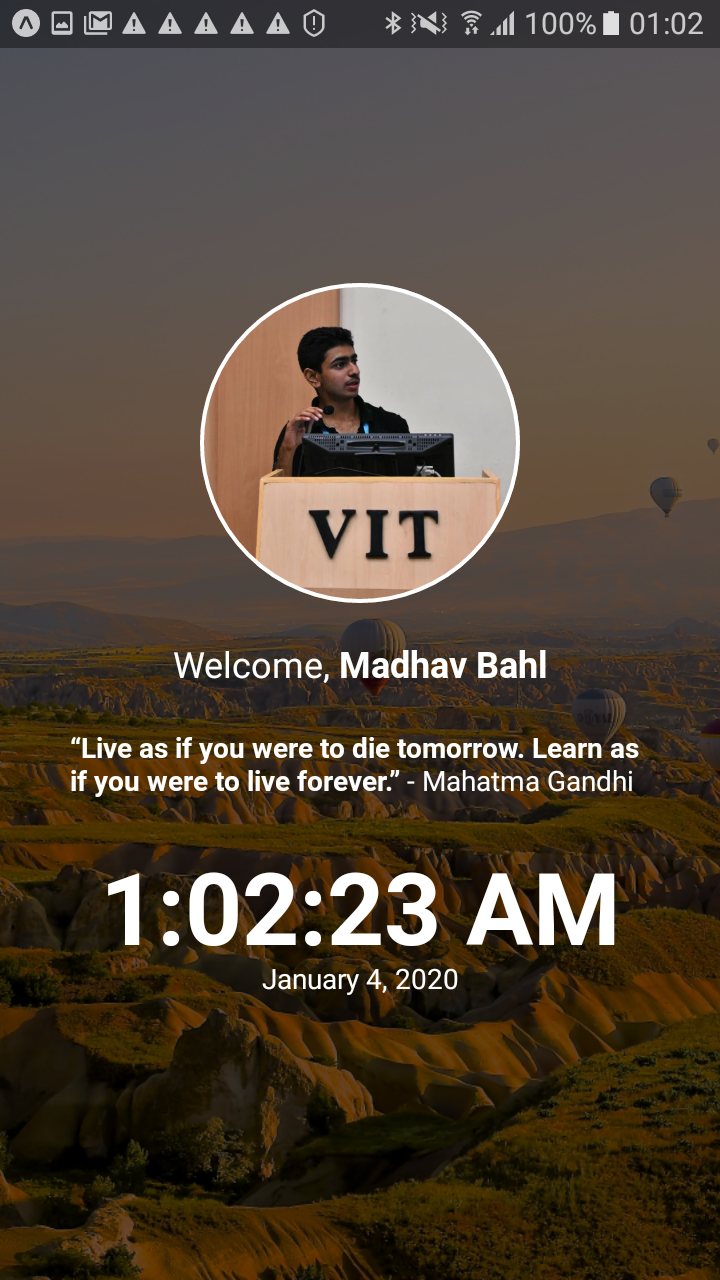 100% 01:02
VIT
Welcome, Madhav Bahl
“Live as if you were to die tomorrow. Learn as
if you were to live forever.” - Mahatma Gandhi
1:02:23 AM
January 4, 2020